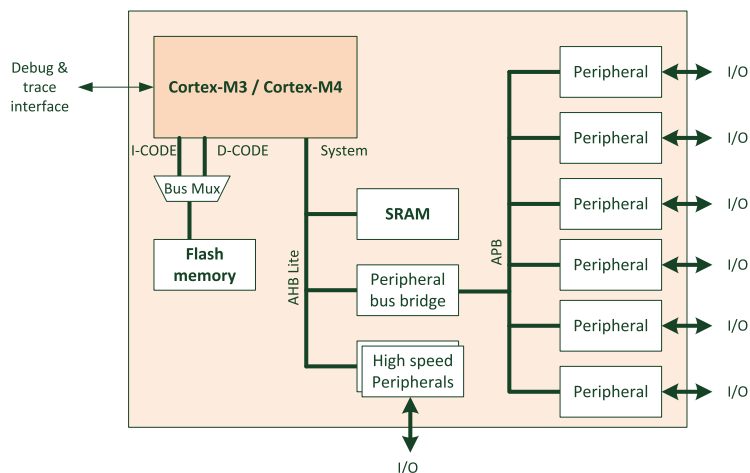 Debug &
trace
interface
Cortex-M3 / Cortex-M4
I-CODE
D-CODE
System
Bus Mux
Flash
memory
AHB Lite
SRAM
Peripheral
bus bridge
High speed
Peripherals
I/O
APB
Peripheral
I/O
Peripheral
I/O
Peripheral
I/O
Peripheral
I/O
Peripheral
I/O
Peripheral
I/O